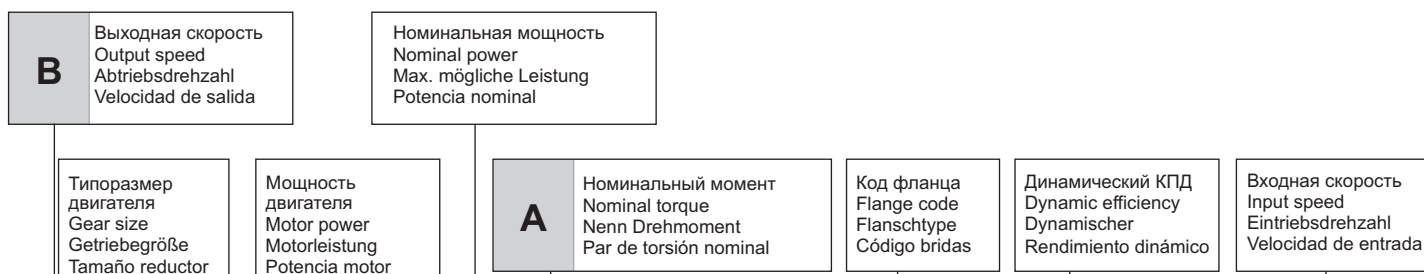 B
Выходная скорость
Output speed
Abtriebsdrehzahl
Velocidad de salida
Номинальная мощность
Nominal power
Max. mögliche Leistung
Potencia nominal
Типоразмер
двигателя
Gear size
Getriebegröße
Tamaño reductor
Мощность
двигателя
Motor power
Motorleistung
Potencia motor
A
Номинальный момент
Nominal torque
Nenn Drehmoment
Par de torsión nominal
Код фланца
Flange code
Flanschtype
Código bridas
Динамический КПД
Dynamic efficiency
Dynamischer
Rendimiento dinámico
Входная скорость
Input speed
Eintriebsdrehzahl
Velocidad de entrada